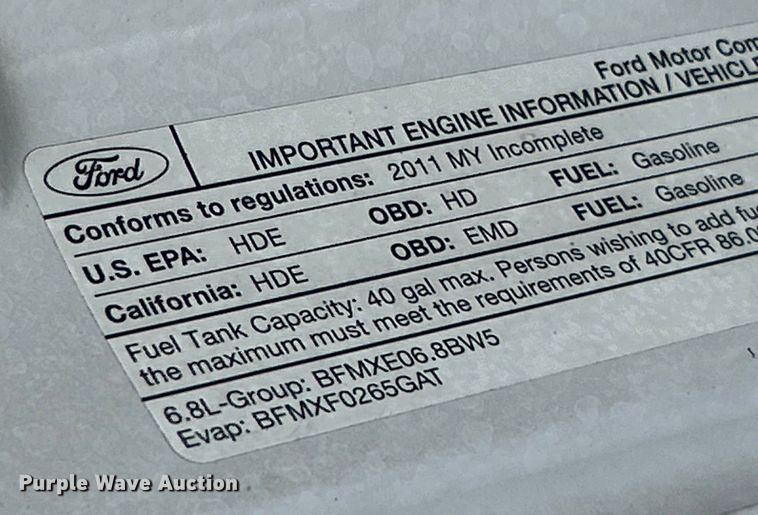 Ford Motor Com
Ford
IMPORTANT ENGINE INFORMATION / VEHICLE
Conforms to regulations: 2011 MY Incomplete
U.S. EPA: HDE OBD: HD FUEL: Gasoline
California: HDE OBD: EMD FUEL: Gasoline
Fuel Tank Capacity: 40 gal max. Persons wishing to add fue
the maximum must meet the requirements of 40CFR 86.0
6.8L-Group: BFMXE06.8BW5
Evap: BFMXF0265GAT
Purple Wave Auction